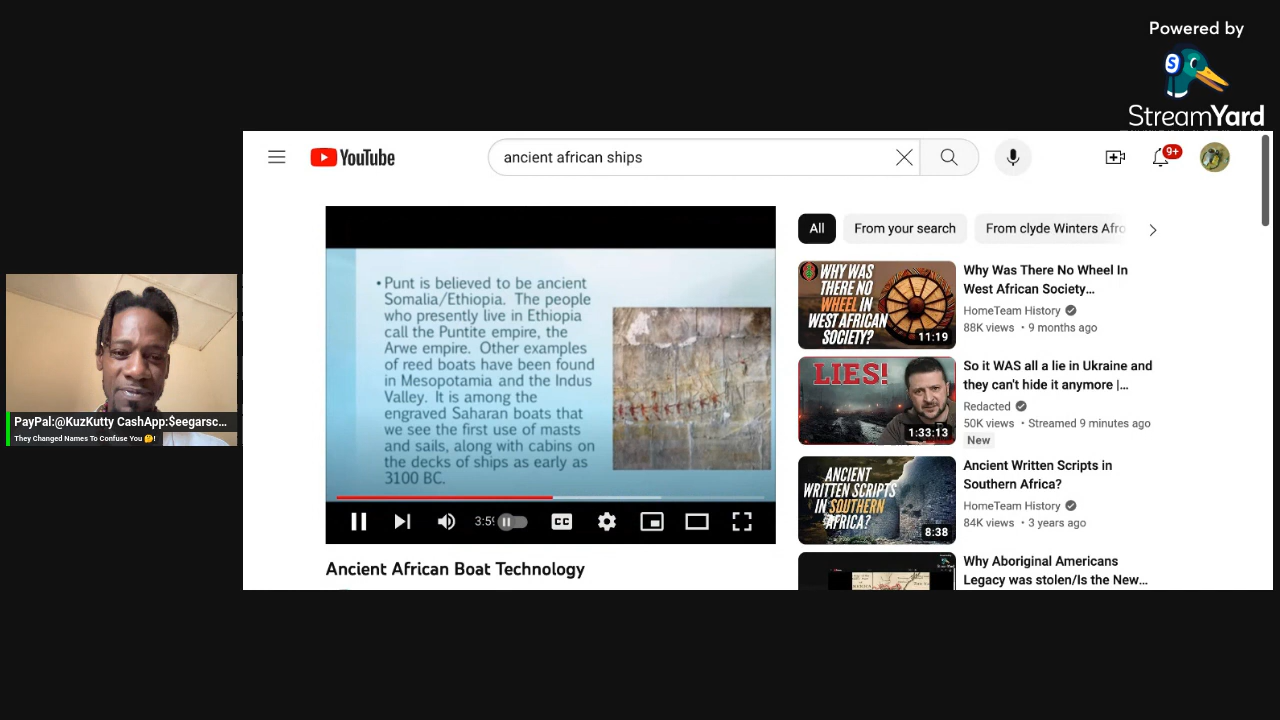 Powered by
S
StreamYard
YouTube
ancient african ships
9+
• Punt is believed to be ancient
Somalia/Ethiopia. The people
who presently live in Ethiopia
call the Puntite empire, the
Arwe empire. Other examples
of reed boats have been found
in Mesopotamia and the Indus
Valley. It is among the
engraved Saharan boats that
we see the first use of masts
and sails, along with cabins on
the decks of ships as early as
3100 BC.
CC
Ancient African Boat Technology
PayPal:@KuzKutty CashApp:$eegarsc...
They Changed Names To Confuse You 🤔!
All
From your search
From clyde Winters Afro
WHY WAS
THERE NO
WHEEL IN
WEST AFRICAN
SOCIETY?
11:19
Why Was There No Wheel In
West African Society...
HomeTeam History
88K views • 9 months ago
LIES!
1:33:13
So it WAS all a lie in Ukraine and
they can't hide it anymore |...
Redacted
50K views • Streamed 9 minutes ago
New
ANCIENT
WRITTEN SCRIPTS
IN SOUTHERN
AFRICA?
8:38
Ancient Written Scripts in
Southern Africa?
HomeTeam History
84K views • 3 years ago
Why Aboriginal Americans
Legacy was stolen/Is the New...